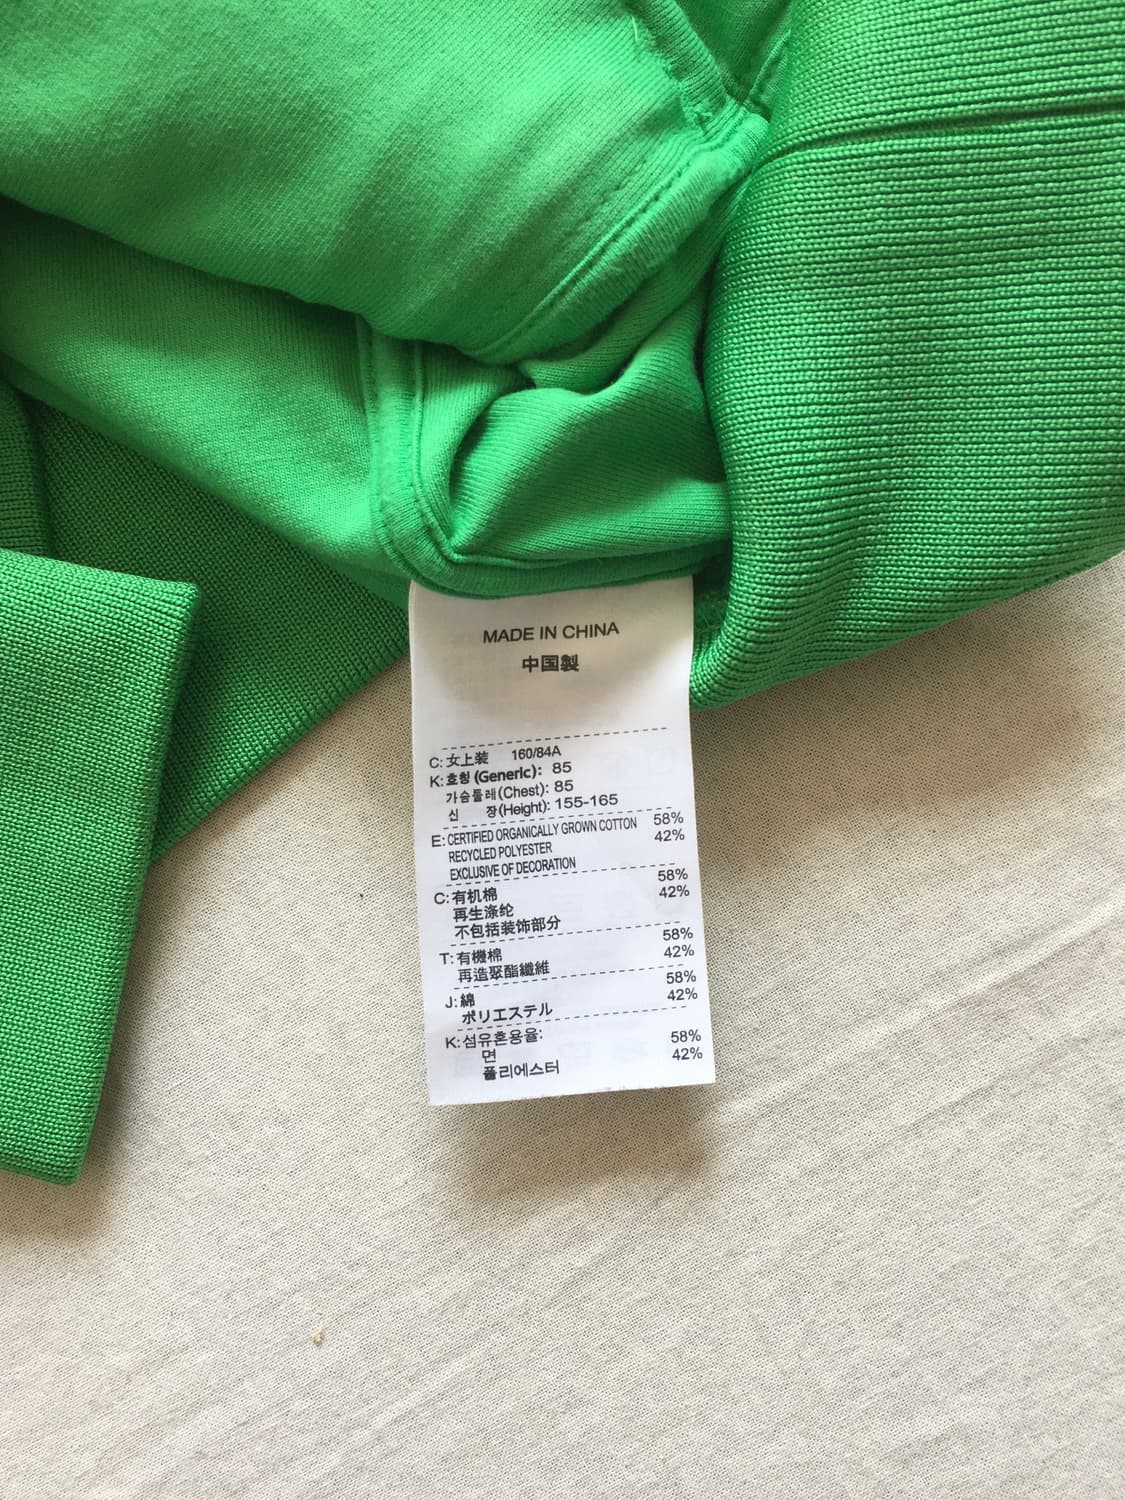 MADE IN CHINA
中国製
C: 女上装 160/84A
K: 호칭 (Generic): 85
가슴둘레(Chest): 85
신 장(Height): 155-165
E: CERTIFIED ORGANICALLY GROWN COTTON 58%
RECYCLED POLYESTER 42%
EXCLUSIVE OF DECORATION
C: 有机棉 58%
再生涤纶 42%
不包括装饰部分
T: 有機棉 58%
再造聚酯纖維 42%
J: 綿 58%
ポリエステル 42%
K: 섬유혼용율:
면 58%
폴리에스터 42%